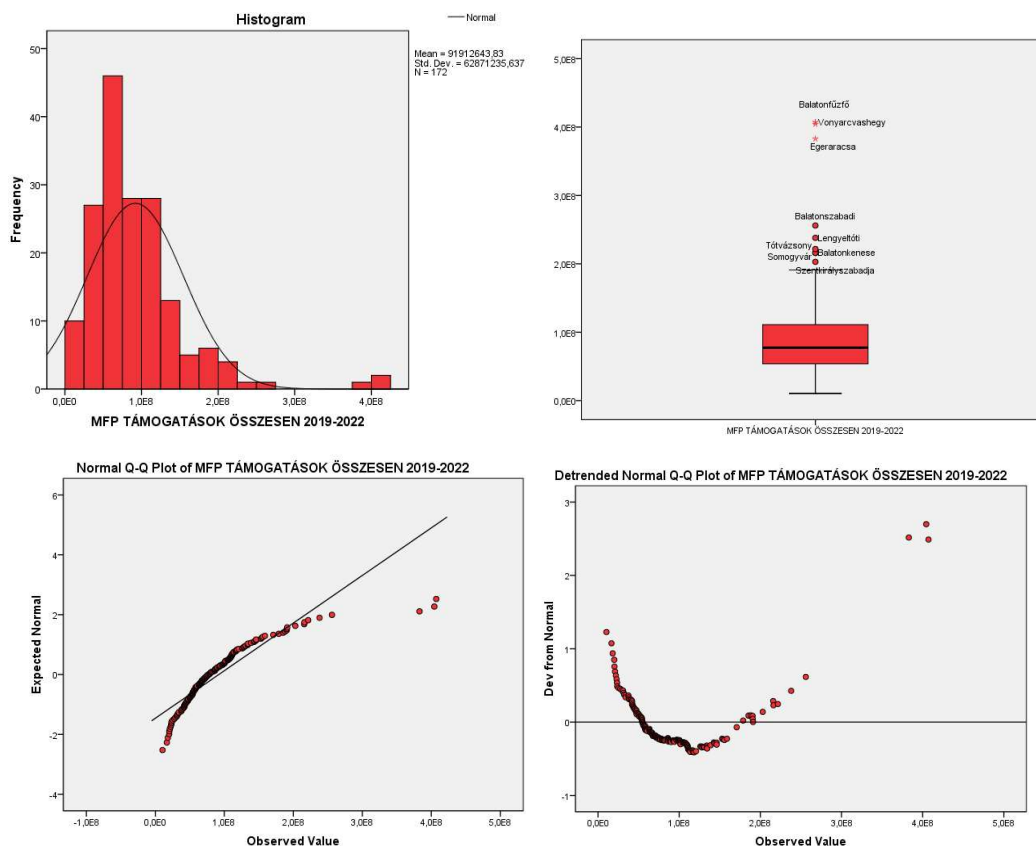 Histogram
Normal
Mean = 91912643,83
Std. Dev. = 62871235,637
N = 172
Frequency
50
40
30
20
10
0
0,0E0
1,0E8
2,0E8
3,0E8
4,0E8
MFP TÁMOGATÁSOK ÖSSZESEN 2019-2022
5,0E8
4,0E8
3,0E8
2,0E8
1,0E8
0,0E0
Balatonfűzfő
Vonyarcvashegy
Egeraracsa
Balatonszabadi
Lengyeltóti
Tótvázsony
Balatonkenese
Somogyvár
Szentkirályszabadja
MFP TÁMOGATÁSOK ÖSSZESEN 2019-2022
Normal Q-Q Plot of MFP TÁMOGATÁSOK ÖSSZESEN 2019-2022
Expected Normal
6
4
2
0
-2
-4
-1,0E8
0,0E0
1,0E8
2,0E8
3,0E8
4,0E8
5,0E8
Observed Value
Detrended Normal Q-Q Plot of MFP TÁMOGATÁSOK ÖSSZESEN 2019-2022
Dev from Normal
3
2
1
0
-1
0,0E0
1,0E8
2,0E8
3,0E8
4,0E8
5,0E8
Observed Value